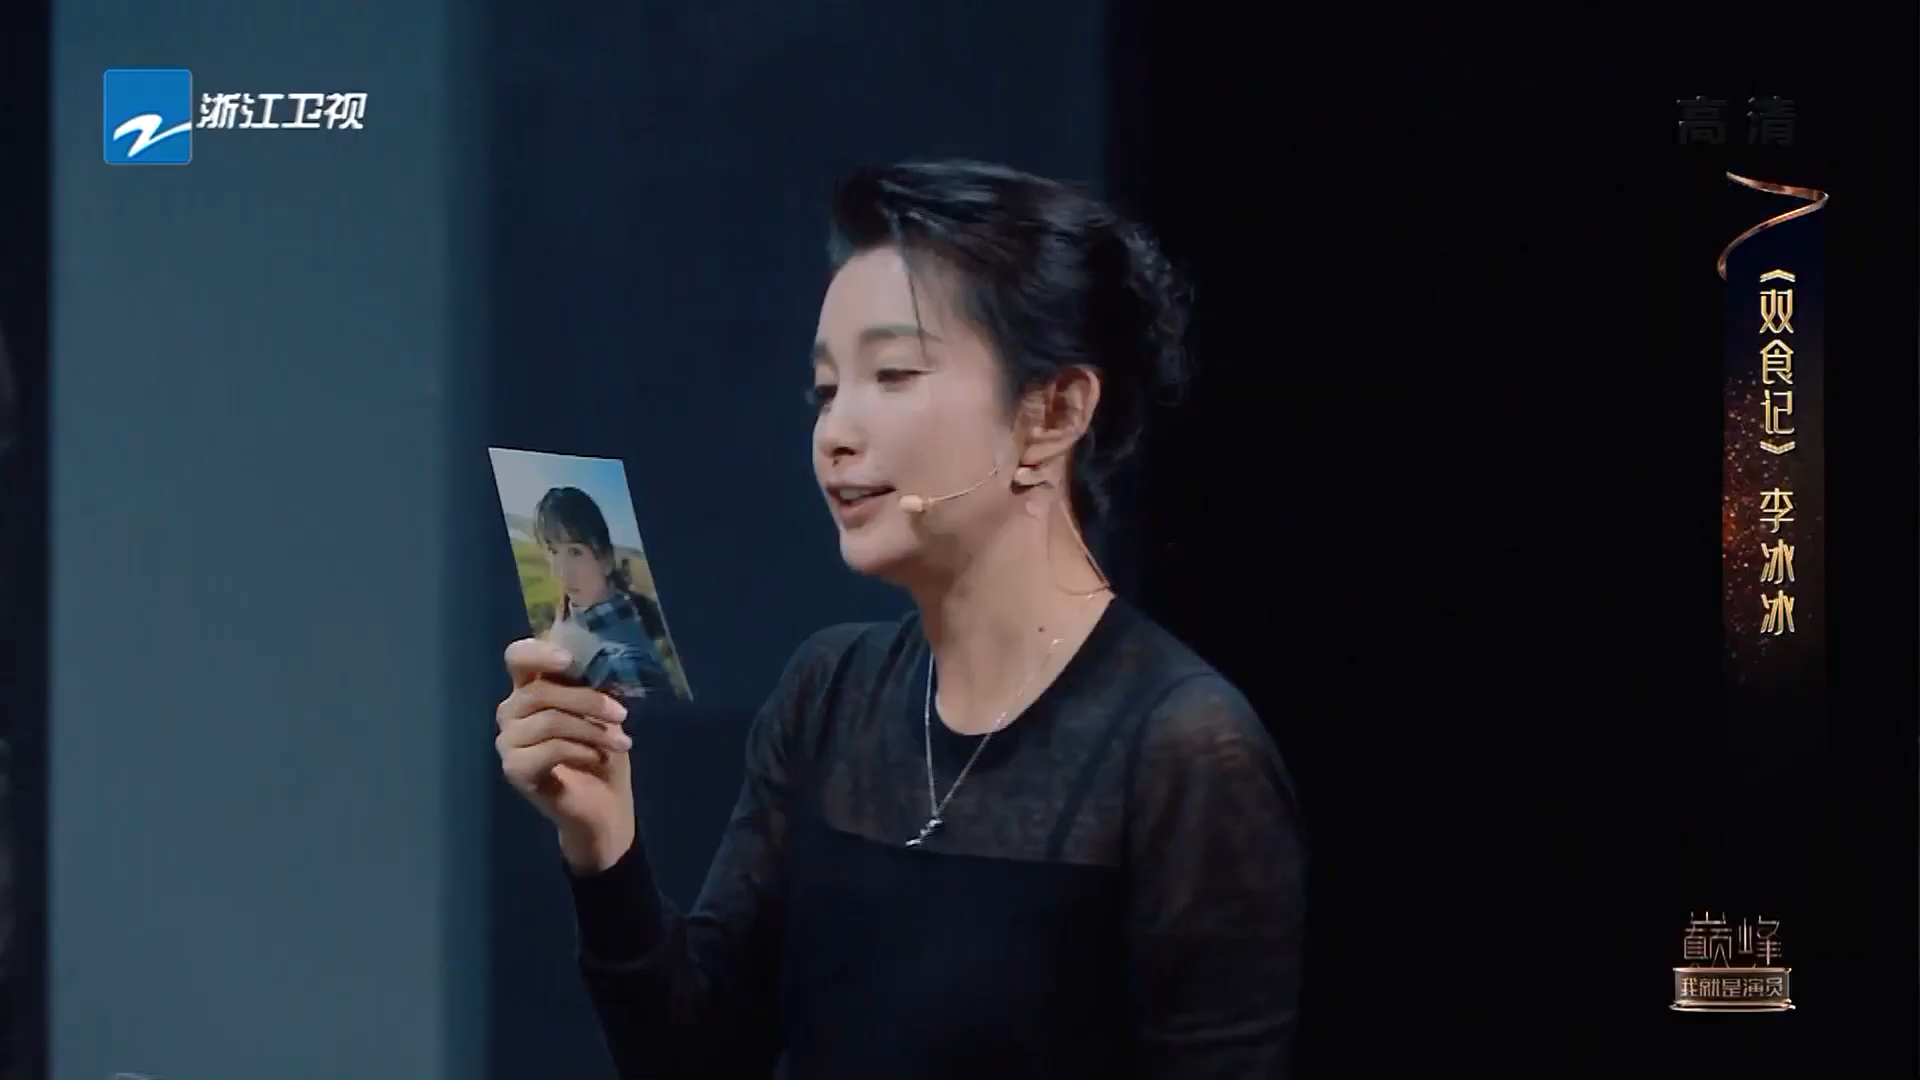 浙江卫视
高清
《双食记》 李冰冰
巅峰
我就是演员